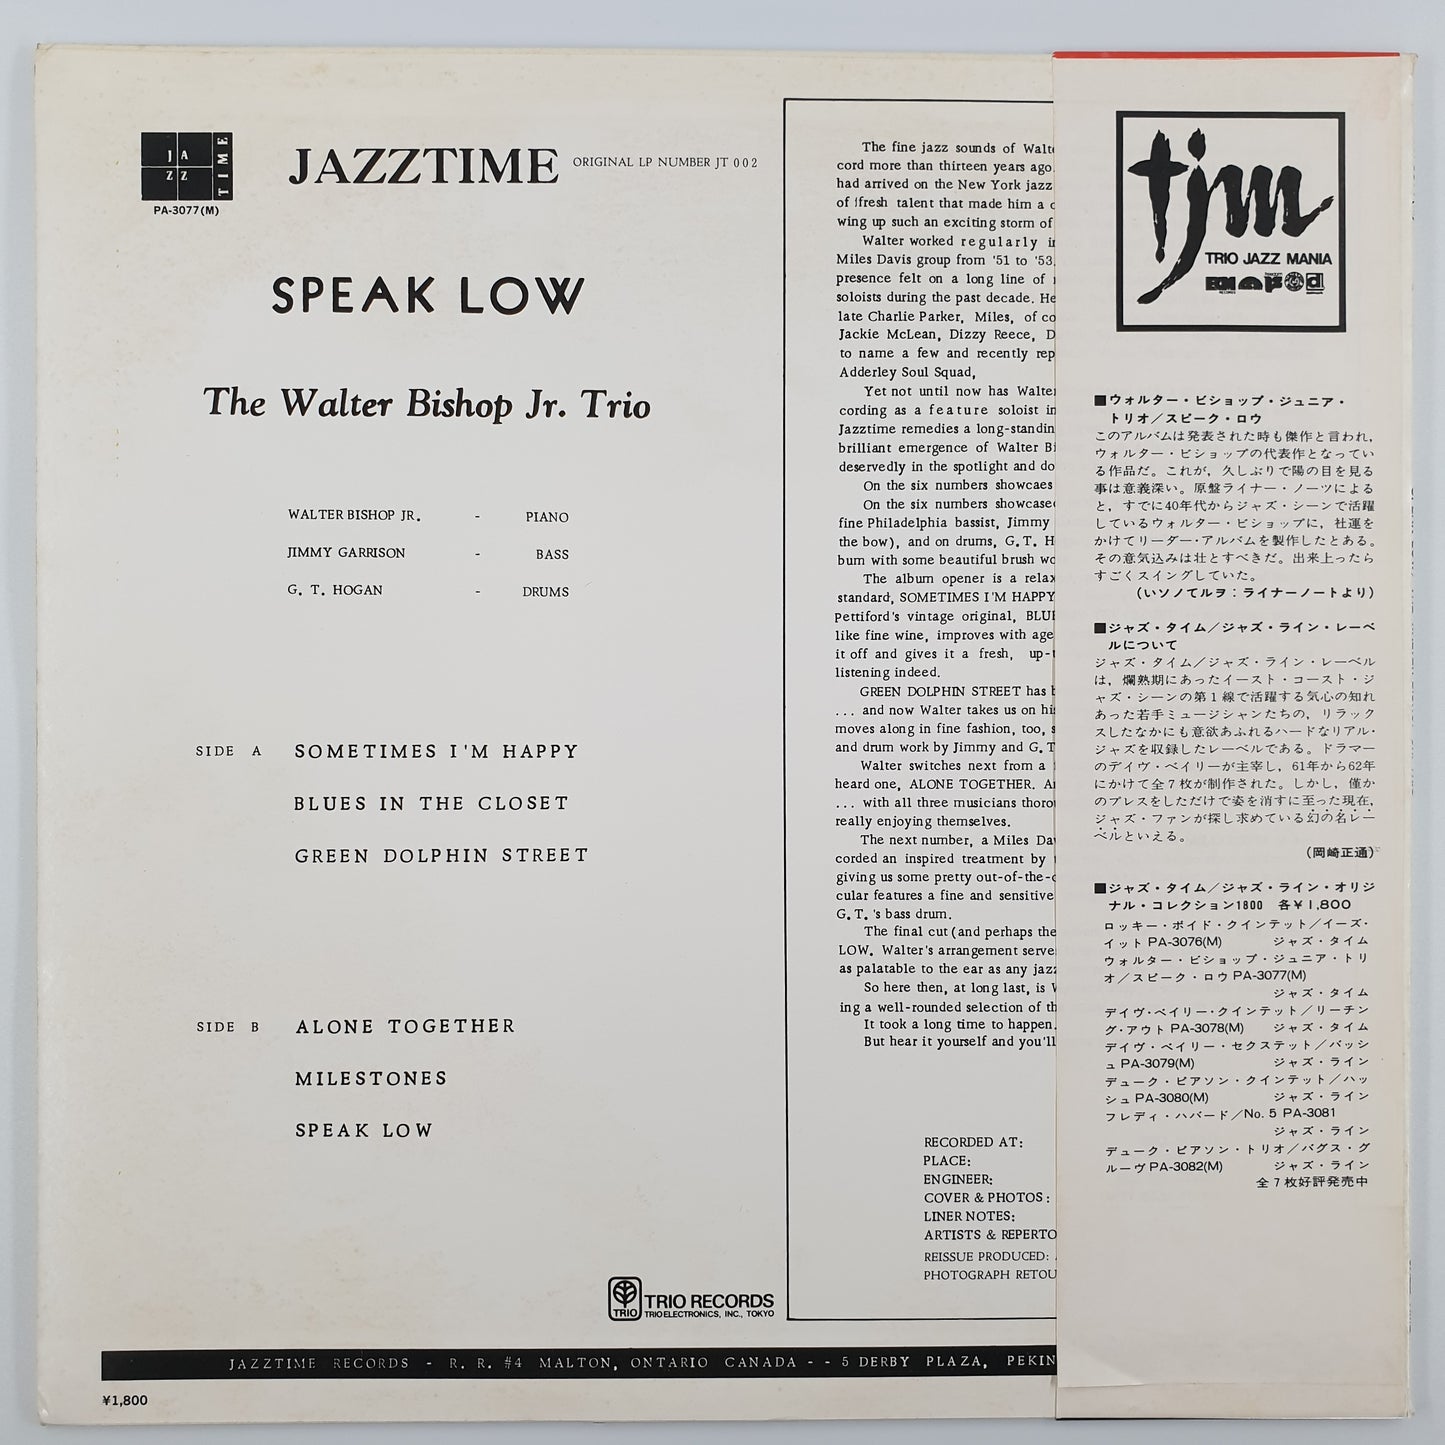 JA
ZZ
TIME
PA-3077(M)
JAZZTIME
ORIGINAL LP NUMBER JT 002
SPEAK LOW
The Walter Bishop Jr. Trio
WALTER BISHOP JR. - PIANO
JIMMY GARRISON - BASS
G. T. HOGAN - DRUMS
SIDE A SOMETIMES I'M HAPPY
BLUES IN THE CLOSET
GREEN DOLPHIN STREET
SIDE B ALONE TOGETHER
MILESTONES
SPEAK LOW
TRIO
TRIO RECORDS
TRIO ELECTRONICS, INC., TOKYO
The fine jazz sounds of Walt
cord more than thirteen years ago
had arrived on the New York jazz
of fresh talent that made him a
wing up such an exciting storm of
Walter worked regularly i
Miles Davis group from '51 to '53.
presence felt on a long line of
soloists during the past decade. He
late Charlie Parker, Miles, of co
Jackie McLean, Dizzy Reece, D
to name a few and recently rep
Adderley Soul Squad,
Yet not until now has Walter
cording as a feature soloist in
Jazztime remedies a long-standin
brilliant emergence of Walter Bi
deservedly in the spotlight and do
On the six numbers showcaes
On the six numbers showcased
fine Philadelphia bassist, Jimmy
the bow), and on drums, G. T. H
bum with some beautiful brush wo
The album opener is a relax
standard, SOMETIMES I'M HAPPY
Pettiford's vintage original, BLUE
like fine wine, improves with age
it off and gives it a fresh, up-t
listening indeed.
GREEN DOLPHIN STREET has b
... and now Walter takes us on his
moves along in fine fashion, too, s
and drum work by Jimmy and G. T
Walter switches next from a
heard one, ALONE TOGETHER. A
... with all three musicians thoro
really enjoying themselves.
The next number, a Miles Da
corded an inspired treatment by
giving us some pretty out-of-the-
cular features a fine and sensitive
G. T. 's bass drum.
The final cut (and perhaps the
LOW. Walter's arrangement serve
as palatable to the ear as any jazz
So here then, at long last, is W
ing a well-rounded selection of th
It took a long time to happen.
But hear it yourself and you'll
RECORDED AT:
PLACE:
ENGINEER:
COVER & PHOTOS :
LINER NOTES:
ARTISTS & REPERTO
REISSUE PRODUCED:
PHOTOGRAPH RETOU
JAZZTIME RECORDS - R. R. #4 MALTON, ONTARIO CANADA - - 5 DERBY PLAZA, PEKIN
¥1,800
tjm
TRIO JAZZ MANIA
■ウォルター・ビショップ・ジュニア・
トリオ／スピーク・ロウ
このアルバムは発表された時も傑作と言われ，
ウォルター・ビショップの代表作となってい
る作品だ。これが，久しぶりで陽の目を見る
事は意義深い。原盤ライナー・ノーツによる
と，すでに40年代からジャズ・シーンで活躍
しているウォルター・ビショップに，社運を
かけてリーダー・アルバムを製作したとある。
その意気込みは壮とすべきだ。出来上ったら
すごくスイングしていた。
（いソノてルヲ：ライナーノートより）
■ジャズ・タイム／ジャズ・ライン・レーベ
ルについて
ジャズ・タイム／ジャズ・ライン・レーベル
は，爛熟期にあったイースト・コースト・ジ
ャズ・シーンの第１線で活躍する気心の知れ
あった若手ミュージシャンたちの，リラック
スしたなかにも意欲あふれるハードなリアル・
ジャズを収録したレーベルである。ドラマー
のデイヴ・ベイリーが主宰し，61年から62年
にかけて全７枚が制作された。しかし，僅か
のプレスをしただけで姿を消すに至った現在，
ジャズ・ファンが探し求めている幻の名レー
ベルといえる。
（岡崎正通）
■ジャズ・タイム／ジャズ・ライン・オリジ
ナル・コレクション1800 各￥1,800
ロッキー・ボイド・クインテット／イーズ・
イット PA-3076(M) ジャズ・タイム
ウォルター・ビショップ・ジュニア・トリ
オ／スピーク・ロウ PA-3077(M)
ジャズ・タイム
デイヴ・ベイリー・クインテット／リーチン
グ・アウト PA-3078(M) ジャズ・タイム
デイヴ・ベイリー・セクステット／バッシ
ュ PA-3079(M) ジャズ・ライン
デューク・ピアソン・クインテット／ハッ
シュ PA-3080(M) ジャズ・ライン
フレディ・ハバード／No. 5 PA-3081
ジャズ・ライン
デューク・ピアソン・トリオ／バグス・グ
ルーヴ PA-3082(M) ジャズ・ライン
全７枚好評発売中